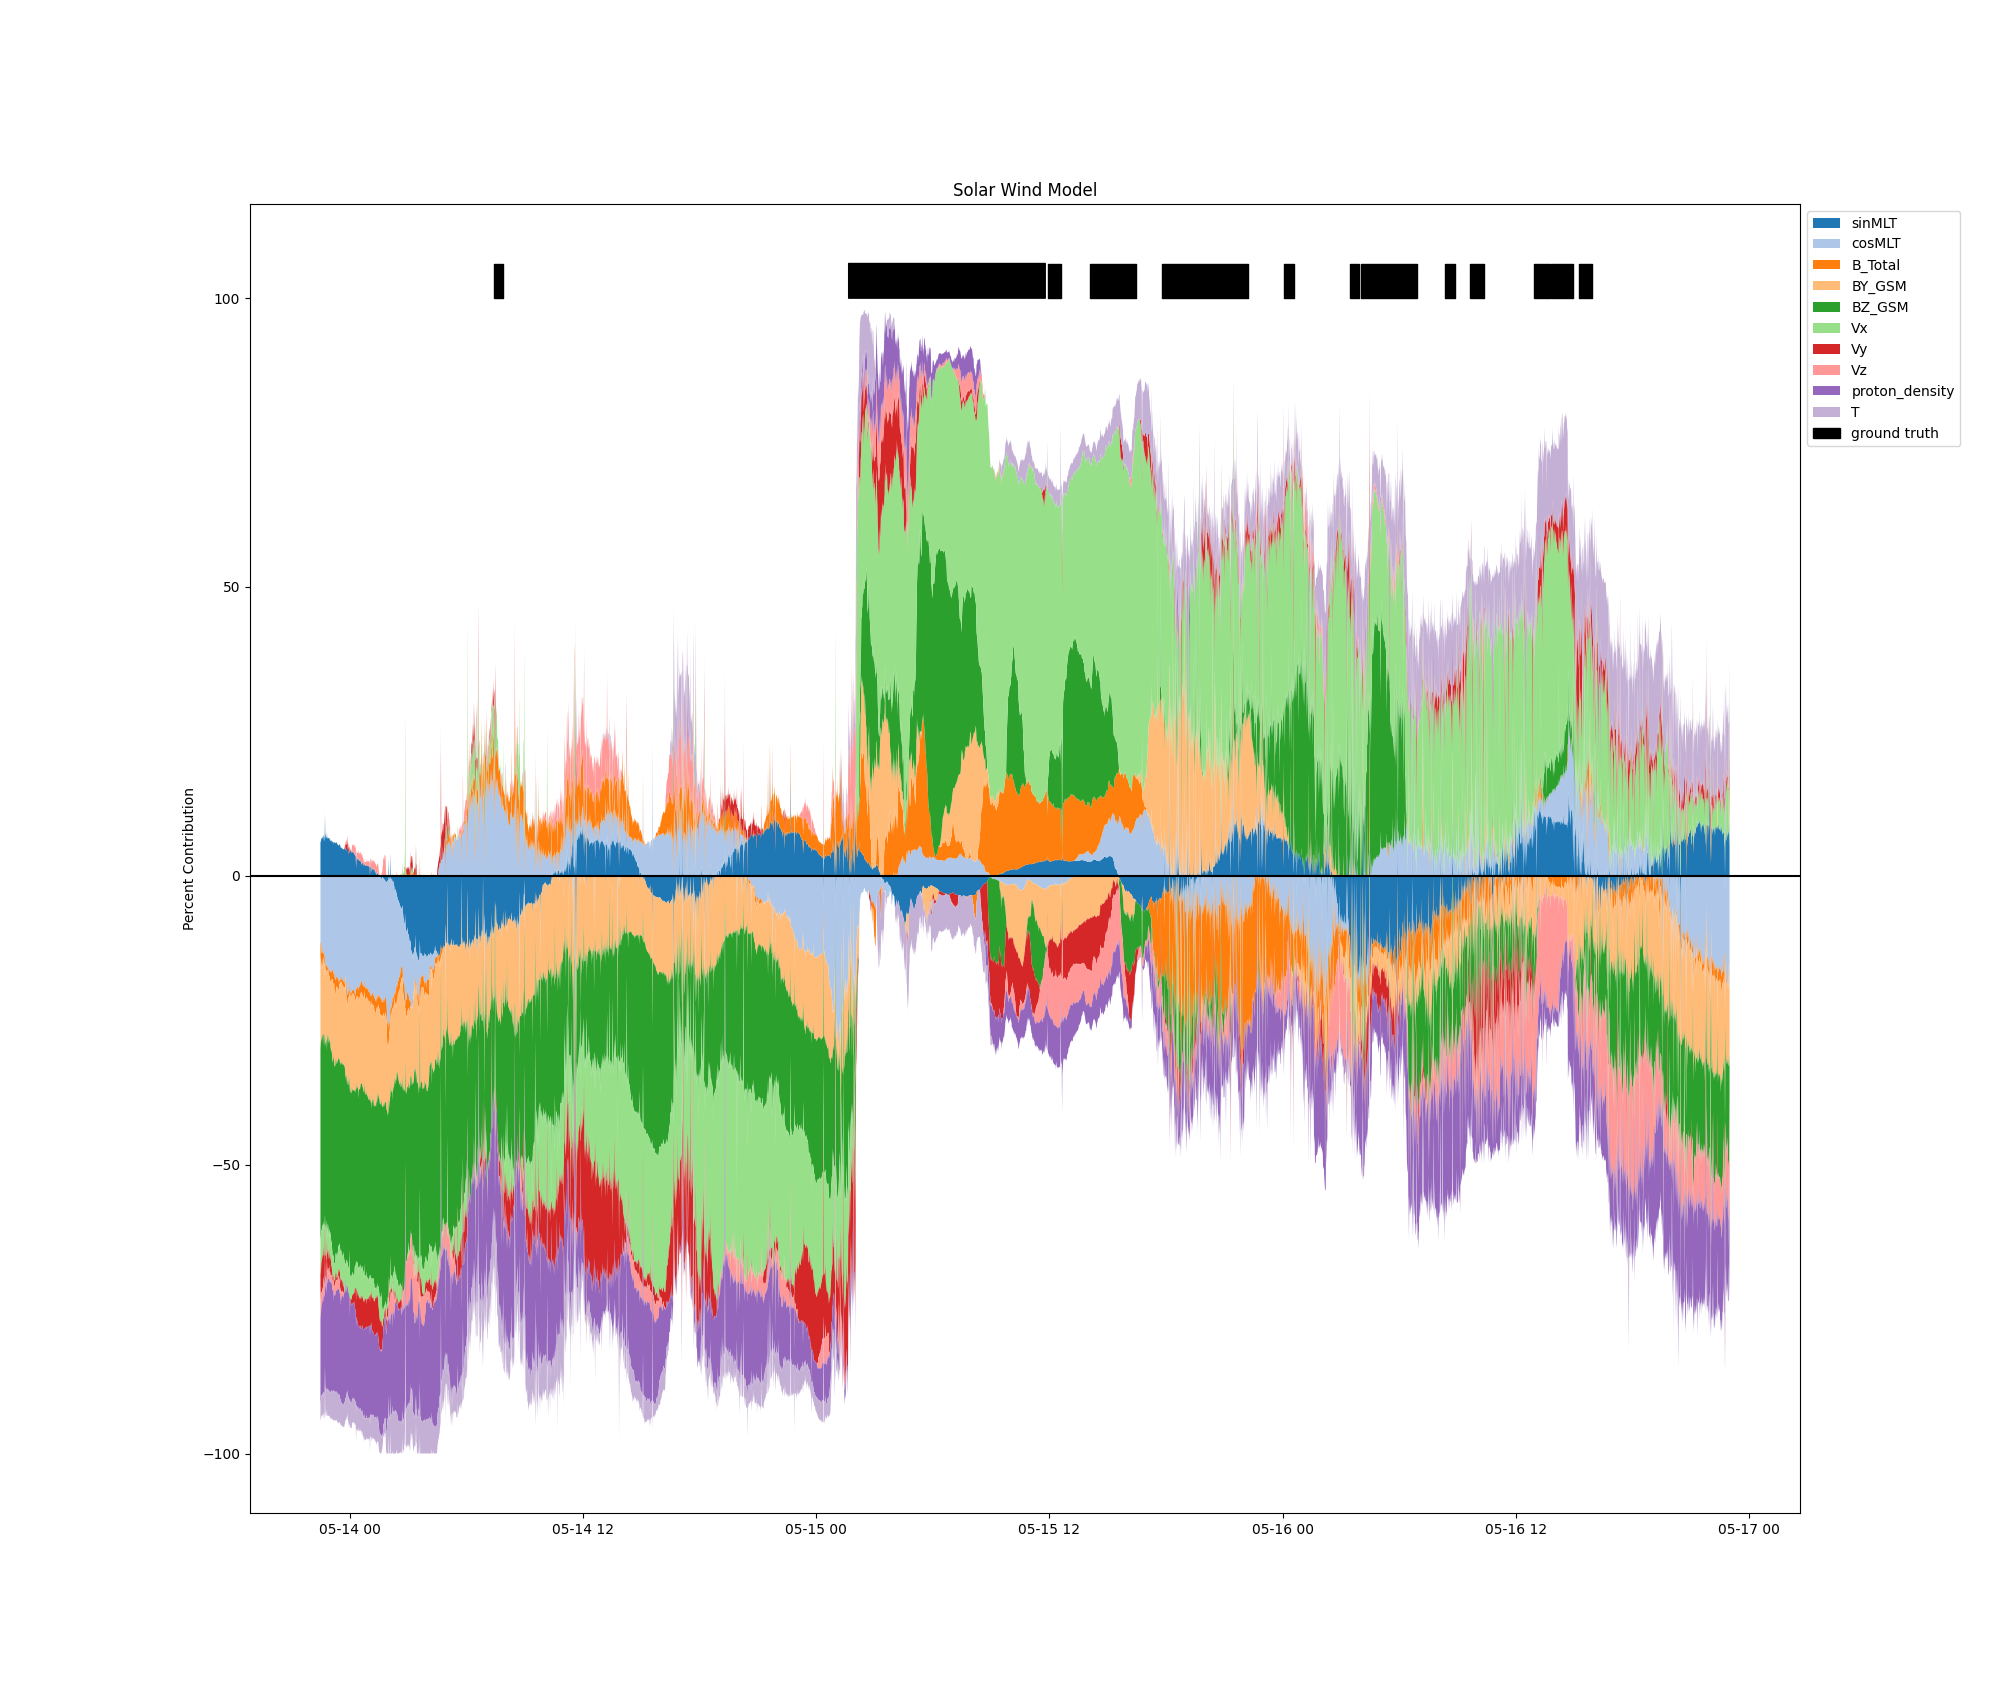 Solar Wind Model
sinMLT
cosMLT
B_Total
BY_GSM
BZ_GSM
Vx
Vy
Vz
proton_density
T
ground truth
Percent Contribution
100
50
0
−50
−100
05-14 00
05-14 12
05-15 00
05-15 12
05-16 00
05-16 12
05-17 00